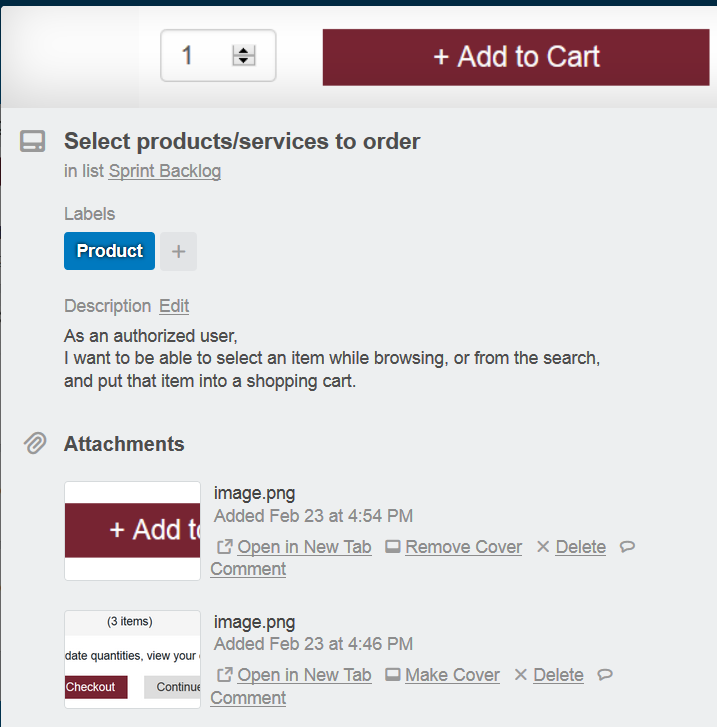 1
+ Add to Cart
Select products/services to order
in list Sprint Backlog
Labels
Product +
Description Edit
As an authorized user,
I want to be able to select an item while browsing, or from the search,
and put that item into a shopping cart.
Attachments
+ Add to
image.png
Added Feb 23 at 4:54 PM
Open in New Tab Remove Cover Delete
Comment
(3 items)
date quantities, view your
Checkout Continue
image.png
Added Feb 23 at 4:46 PM
Open in New Tab Make Cover Delete
Comment